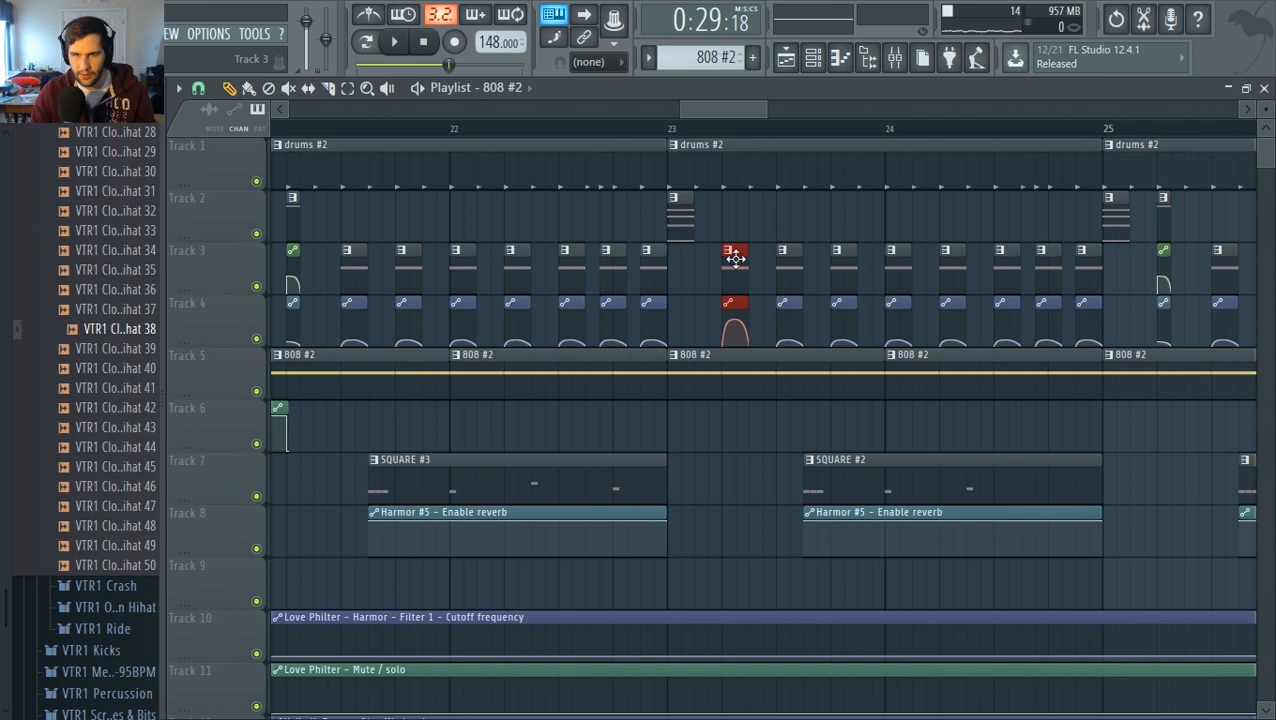 EW OPTIONS TOOLS ?
Track 3
3.2
148.000
0:29:18
M:S:CS
808 #2
(none)
14
957 MB
0
12/21 FL Studio 12.4.1
Released
Playlist - 808 #2
NOTE CHAN PAT
22
23
24
25
VTR1 Clo..ihat 28
VTR1 Clo..ihat 29
VTR1 Clo..ihat 30
VTR1 Clo..ihat 31
VTR1 Clo..ihat 32
VTR1 Clo..ihat 33
VTR1 Clo..ihat 34
VTR1 Clo..ihat 35
VTR1 Clo..ihat 36
VTR1 Clo..ihat 37
VTR1 Cl..hat 38
VTR1 Clo..ihat 39
VTR1 Clo..ihat 40
VTR1 Clo..ihat 41
VTR1 Clo..ihat 42
VTR1 Clo..ihat 43
VTR1 Clo..ihat 44
VTR1 Clo..ihat 45
VTR1 Clo..ihat 46
VTR1 Clo..ihat 47
VTR1 Clo..ihat 48
VTR1 Clo..ihat 49
VTR1 Clo..ihat 50
VTR1 Crash
VTR1 O..n Hihat
VTR1 Ride
VTR1 Kicks
VTR1 Me..-95BPM
VTR1 Percussion
VTR1 Scr..es & Bits
Track 1
drums #2
drums #2
drums #2
Track 2
Track 3
Track 4
Track 5
808 #2
808 #2
808 #2
808 #2
808 #2
Track 6
Track 7
SQUARE #3
SQUARE #2
Track 8
Harmor #5 - Enable reverb
Harmor #5 - Enable reverb
Track 9
Track 10
Love Philter - Harmor - Filter 1 - Cutoff frequency
Track 11
Love Philter - Mute / solo